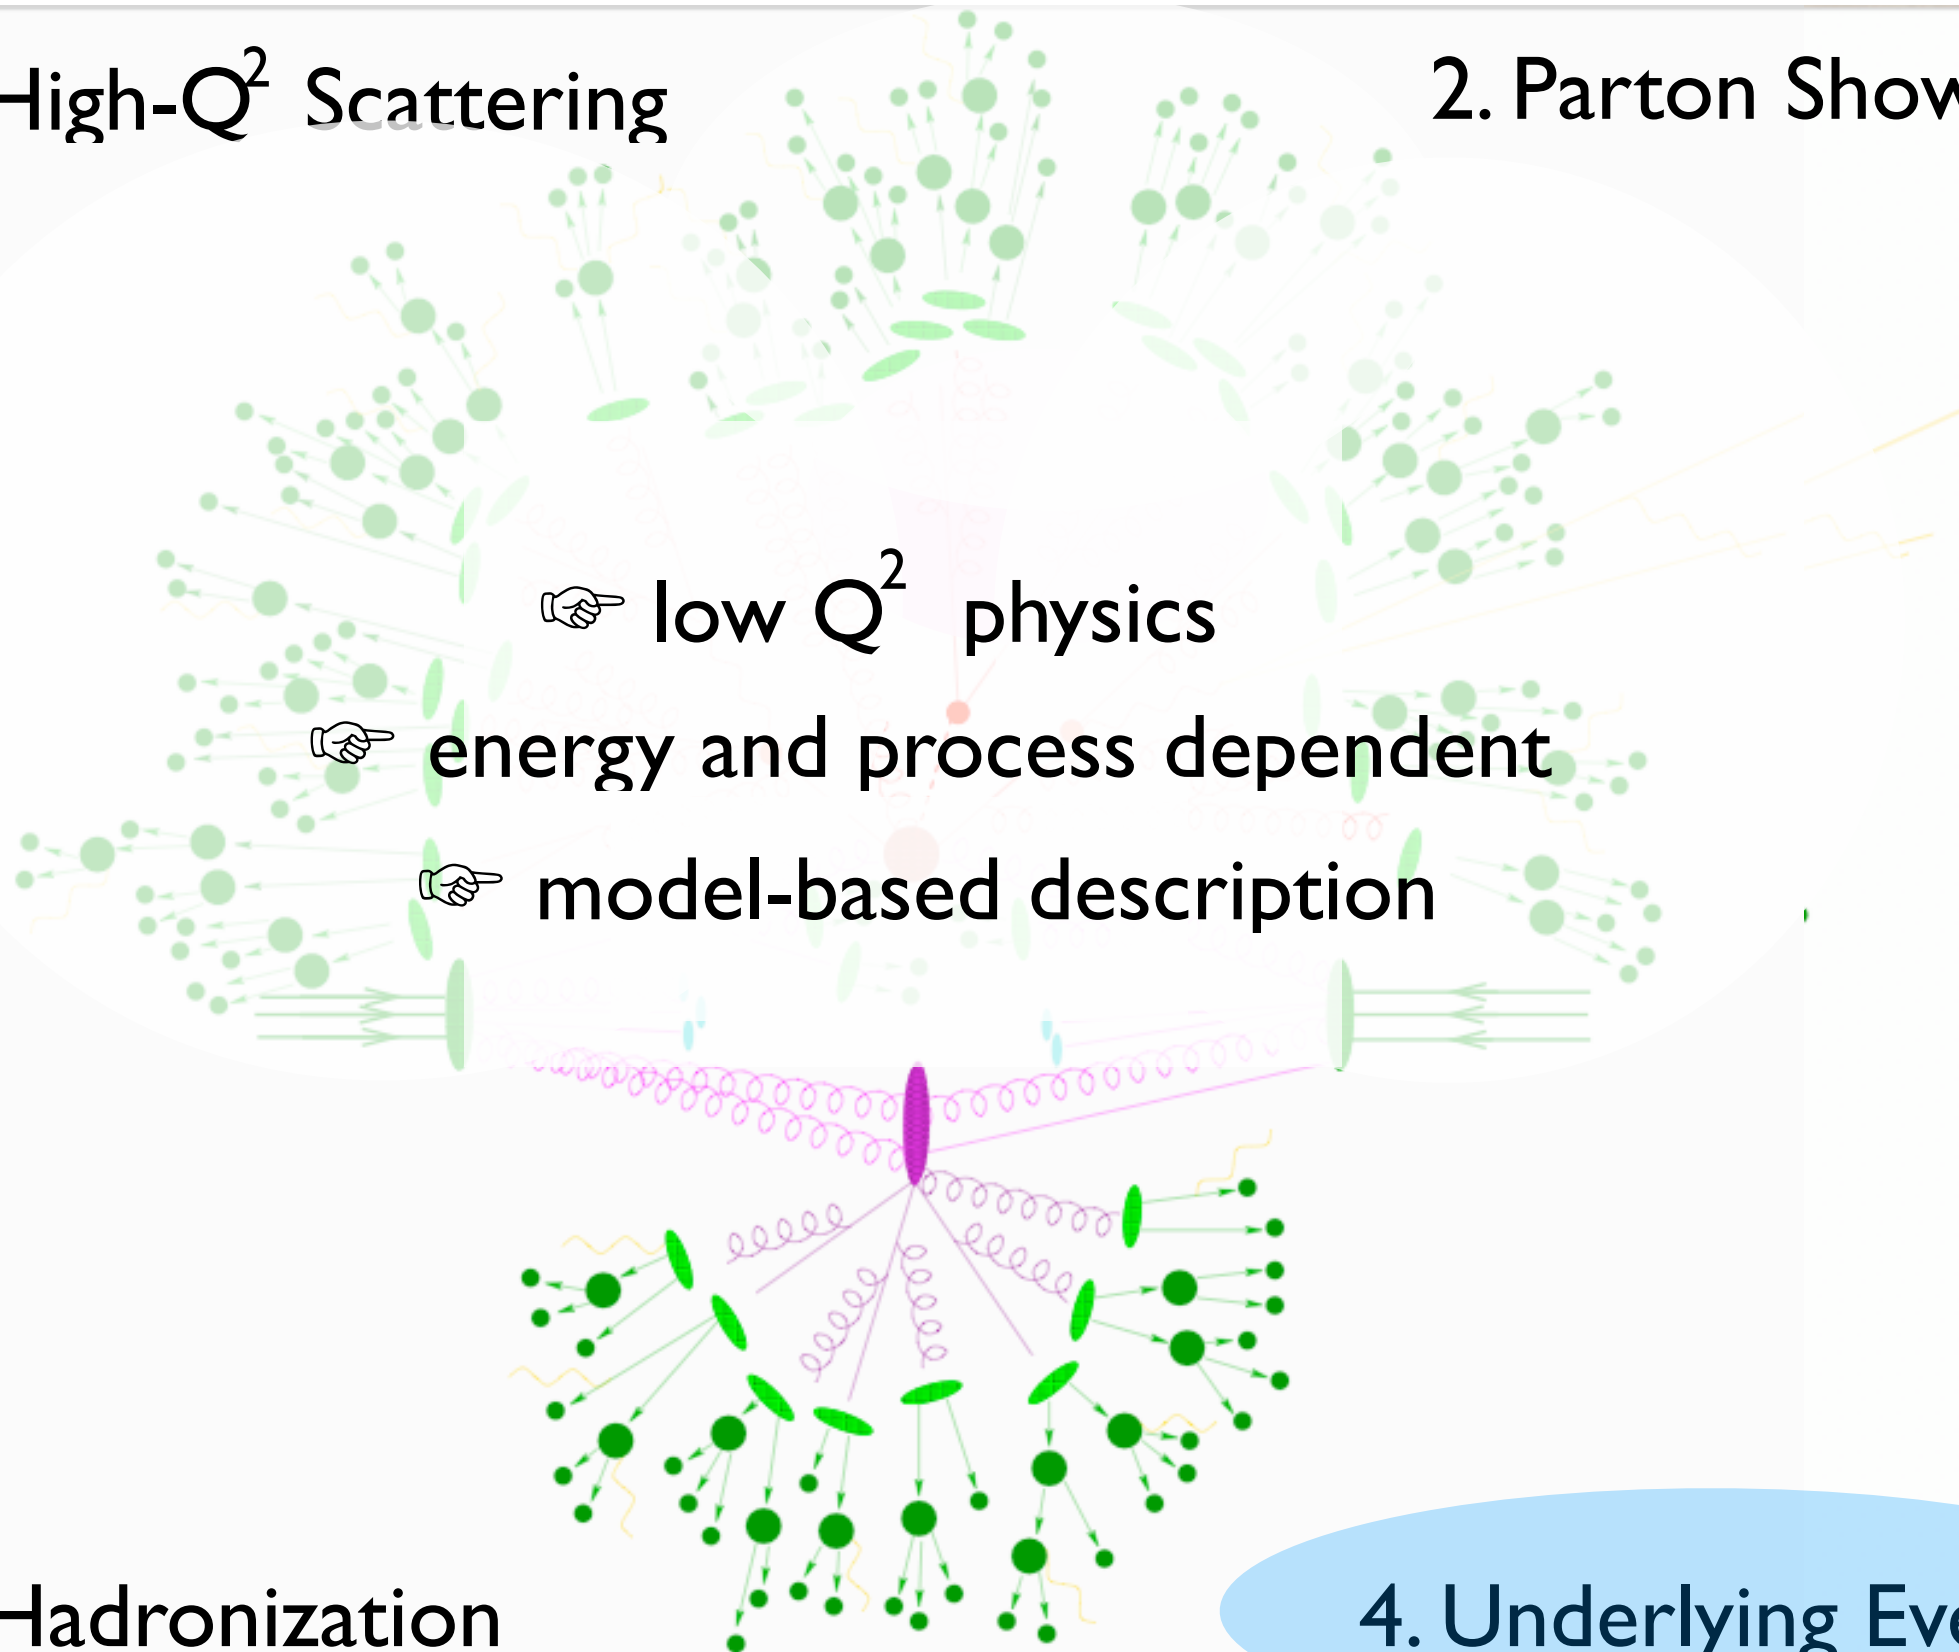 High-Q² Scattering
2. Parton Show
☞ low Q² physics
☞ energy and process dependent
☞ model-based description
Hadronization
4. Underlying Eve